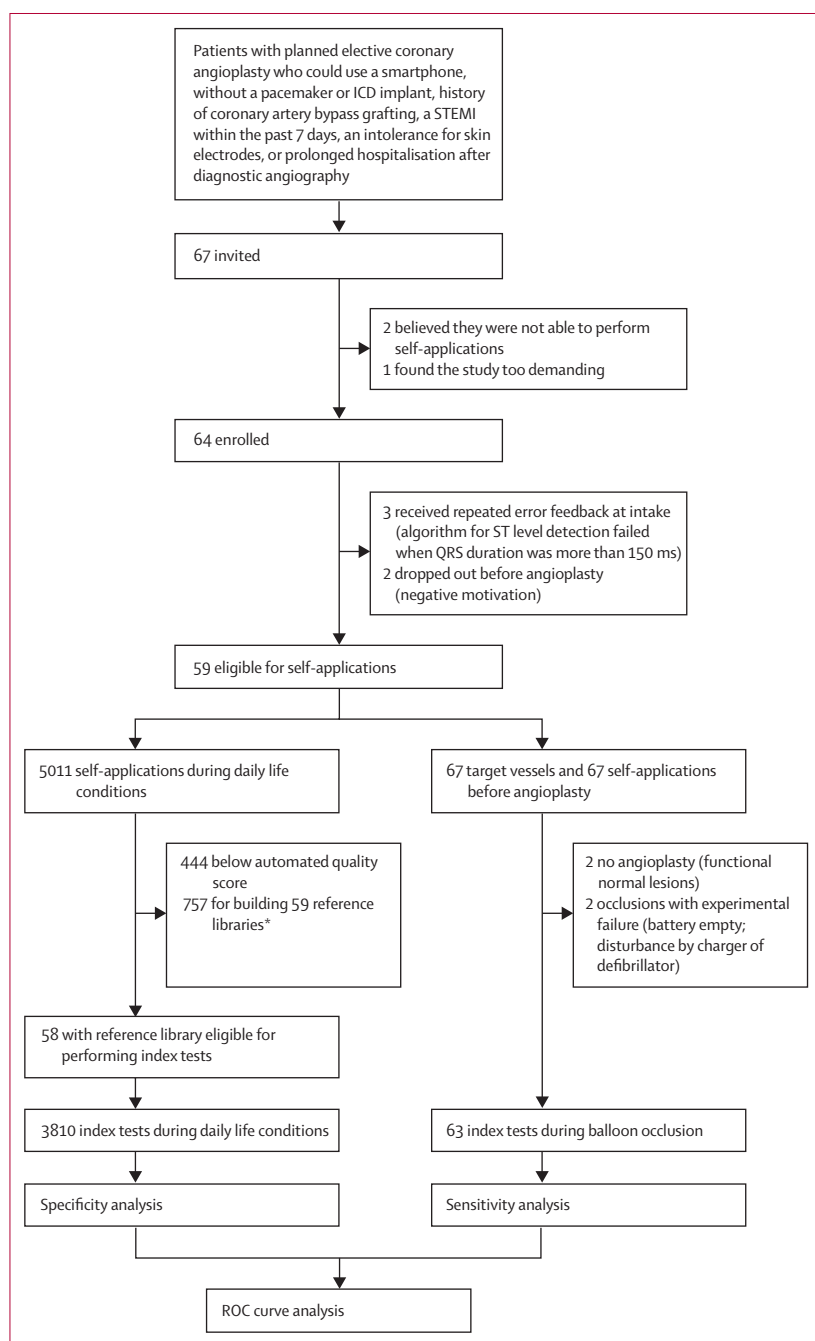 Patients with planned elective coronary
angioplasty who could use a smartphone,
without a pacemaker or ICD implant, history
of coronary artery bypass grafting, a STEMI
within the past 7 days, an intolerance for skin
electrodes, or prolonged hospitalisation after
diagnostic angiography
67 invited
2 believed they were not able to perform
self-applications
1 found the study too demanding
64 enrolled
3 received repeated error feedback at intake
(algorithm for ST level detection failed
when QRS duration was more than 150 ms)
2 dropped out before angioplasty
(negative motivation)
59 eligible for self-applications
5011 self-applications during daily life
conditions
444 below automated quality
score
757 for building 59 reference
libraries*
58 with reference library eligible for
performing index tests
3810 index tests during daily life conditions
Specificity analysis
67 target vessels and 67 self-applications
before angioplasty
2 no angioplasty (functional
normal lesions)
2 occlusions with experimental
failure (battery empty;
disturbance by charger of
defibrillator)
63 index tests during balloon occlusion
Sensitivity analysis
ROC curve analysis